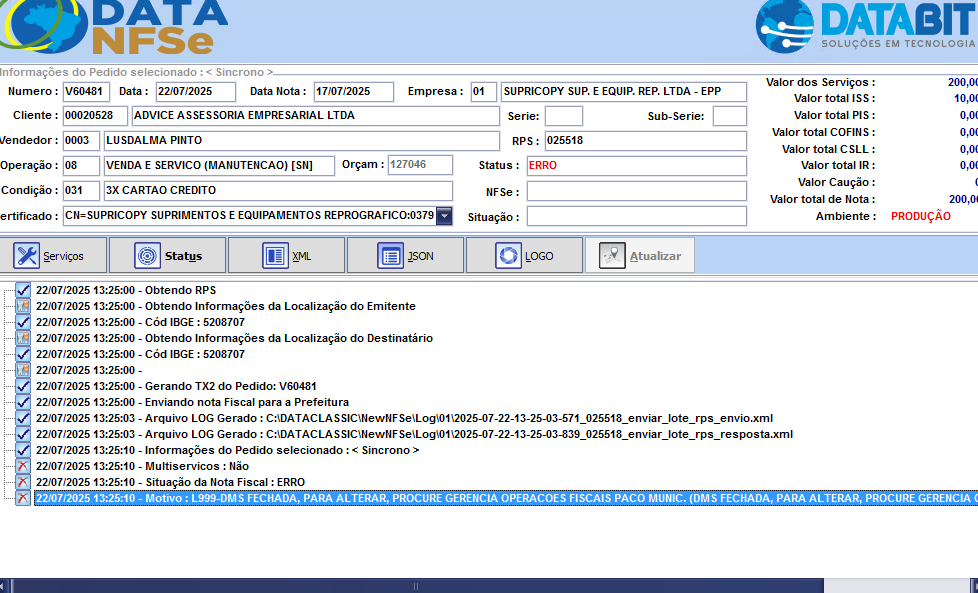 DATA
NFSe
DATABIT
SOLUÇÕES EM TECNOLOGIA
Informações do Pedido selecionado : < Sincrono >
Numero : V60481 Data : 22/07/2025 Data Nota : 17/07/2025 Empresa : 01 SUPRICOPY SUP. E EQUIP. REP. LTDA - EPP
Cliente : 00020528 ADVICE ASSESSORIA EMPRESARIAL LTDA Serie: Sub-Serie:
Vendedor : 0003 LUSDALMA PINTO RPS : 025518
Operação : 08 VENDA E SERVICO (MANUTENCAO) [SN] Orçam : 127046 Status : ERRO
Condição : 031 3X CARTAO CREDITO NFSe :
ertificado : CN=SUPRICOPY SUPRIMENTOS E EQUIPAMENTOS REPROGRAFICO:0379 Situação :
Valor dos Serviços : 200,0
Valor total ISS : 10,0
Valor total PIS : 0,0
Valor total COFINS : 0,0
Valor total CSLL : 0,0
Valor total IR : 0,0
Valor Caução : 0
Valor total de Nota : 200,0
Ambiente : PRODUÇÃO
Serviços Status XML JSON LOGO Atualizar
22/07/2025 13:25:00 - Obtendo RPS
22/07/2025 13:25:00 - Obtendo Informações da Localização do Emitente
22/07/2025 13:25:00 - Cód IBGE : 5208707
22/07/2025 13:25:00 - Obtendo Informações da Localização do Destinatário
22/07/2025 13:25:00 - Cód IBGE : 5208707
22/07/2025 13:25:00 -
22/07/2025 13:25:00 - Gerando TX2 do Pedido: V60481
22/07/2025 13:25:00 - Enviando nota Fiscal para a Prefeitura
22/07/2025 13:25:03 - Arquivo LOG Gerado : C:\DATACLASSIC\NewNFSe\Log\01\2025-07-22-13-25-03-571_025518_enviar_lote_rps_envio.xml
22/07/2025 13:25:03 - Arquivo LOG Gerado : C:\DATACLASSIC\NewNFSe\Log\01\2025-07-22-13-25-03-839_025518_enviar_lote_rps_resposta.xml
22/07/2025 13:25:10 - Informações do Pedido selecionado : < Sincrono >
22/07/2025 13:25:10 - Multiservicos : Não
22/07/2025 13:25:10 - Situação da Nota Fiscal : ERRO
22/07/2025 13:25:10 - Motivo : L999-DMS FECHADA, PARA ALTERAR, PROCURE GERENCIA OPERACOES FISCAIS PACO MUNIC. (DMS FECHADA, PARA ALTERAR, PROCURE GERENCIA